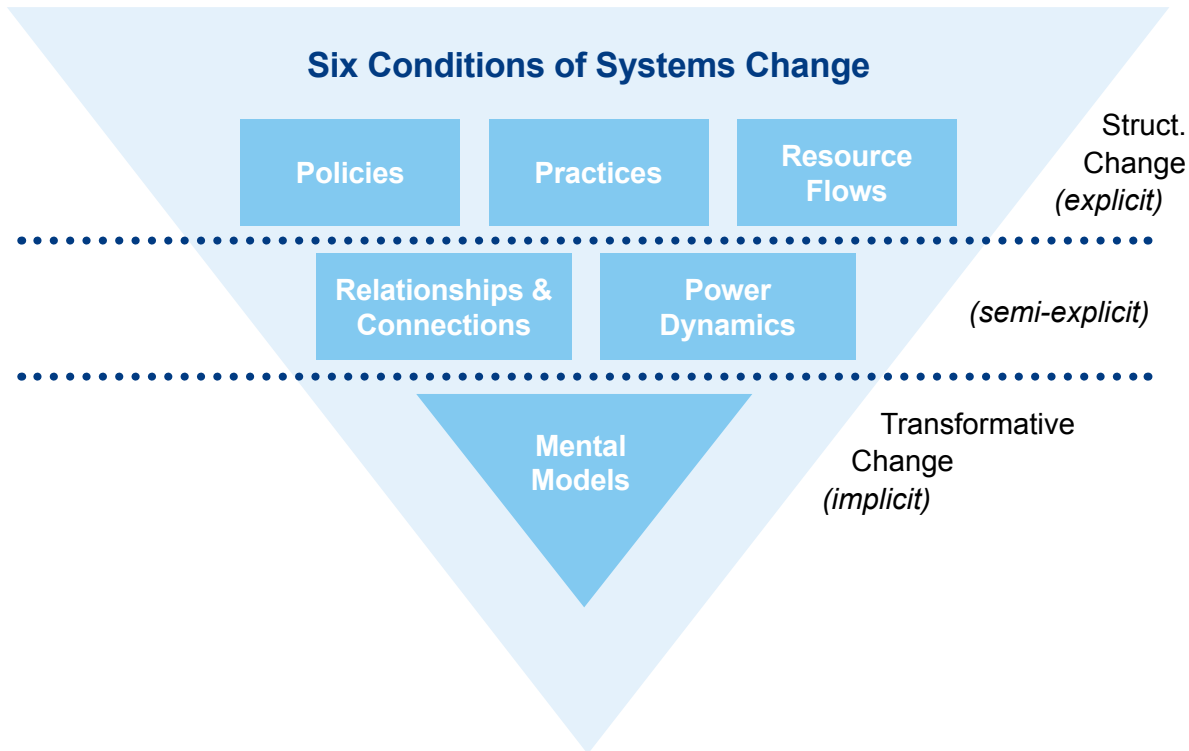 Six Conditions of Systems Change
Policies
Practices
Resource
Flows
Struct.
Change
(explicit)
Relationships &
Connections
Power
Dynamics
(semi-explicit)
Mental
Models
Transformative
Change
(implicit)